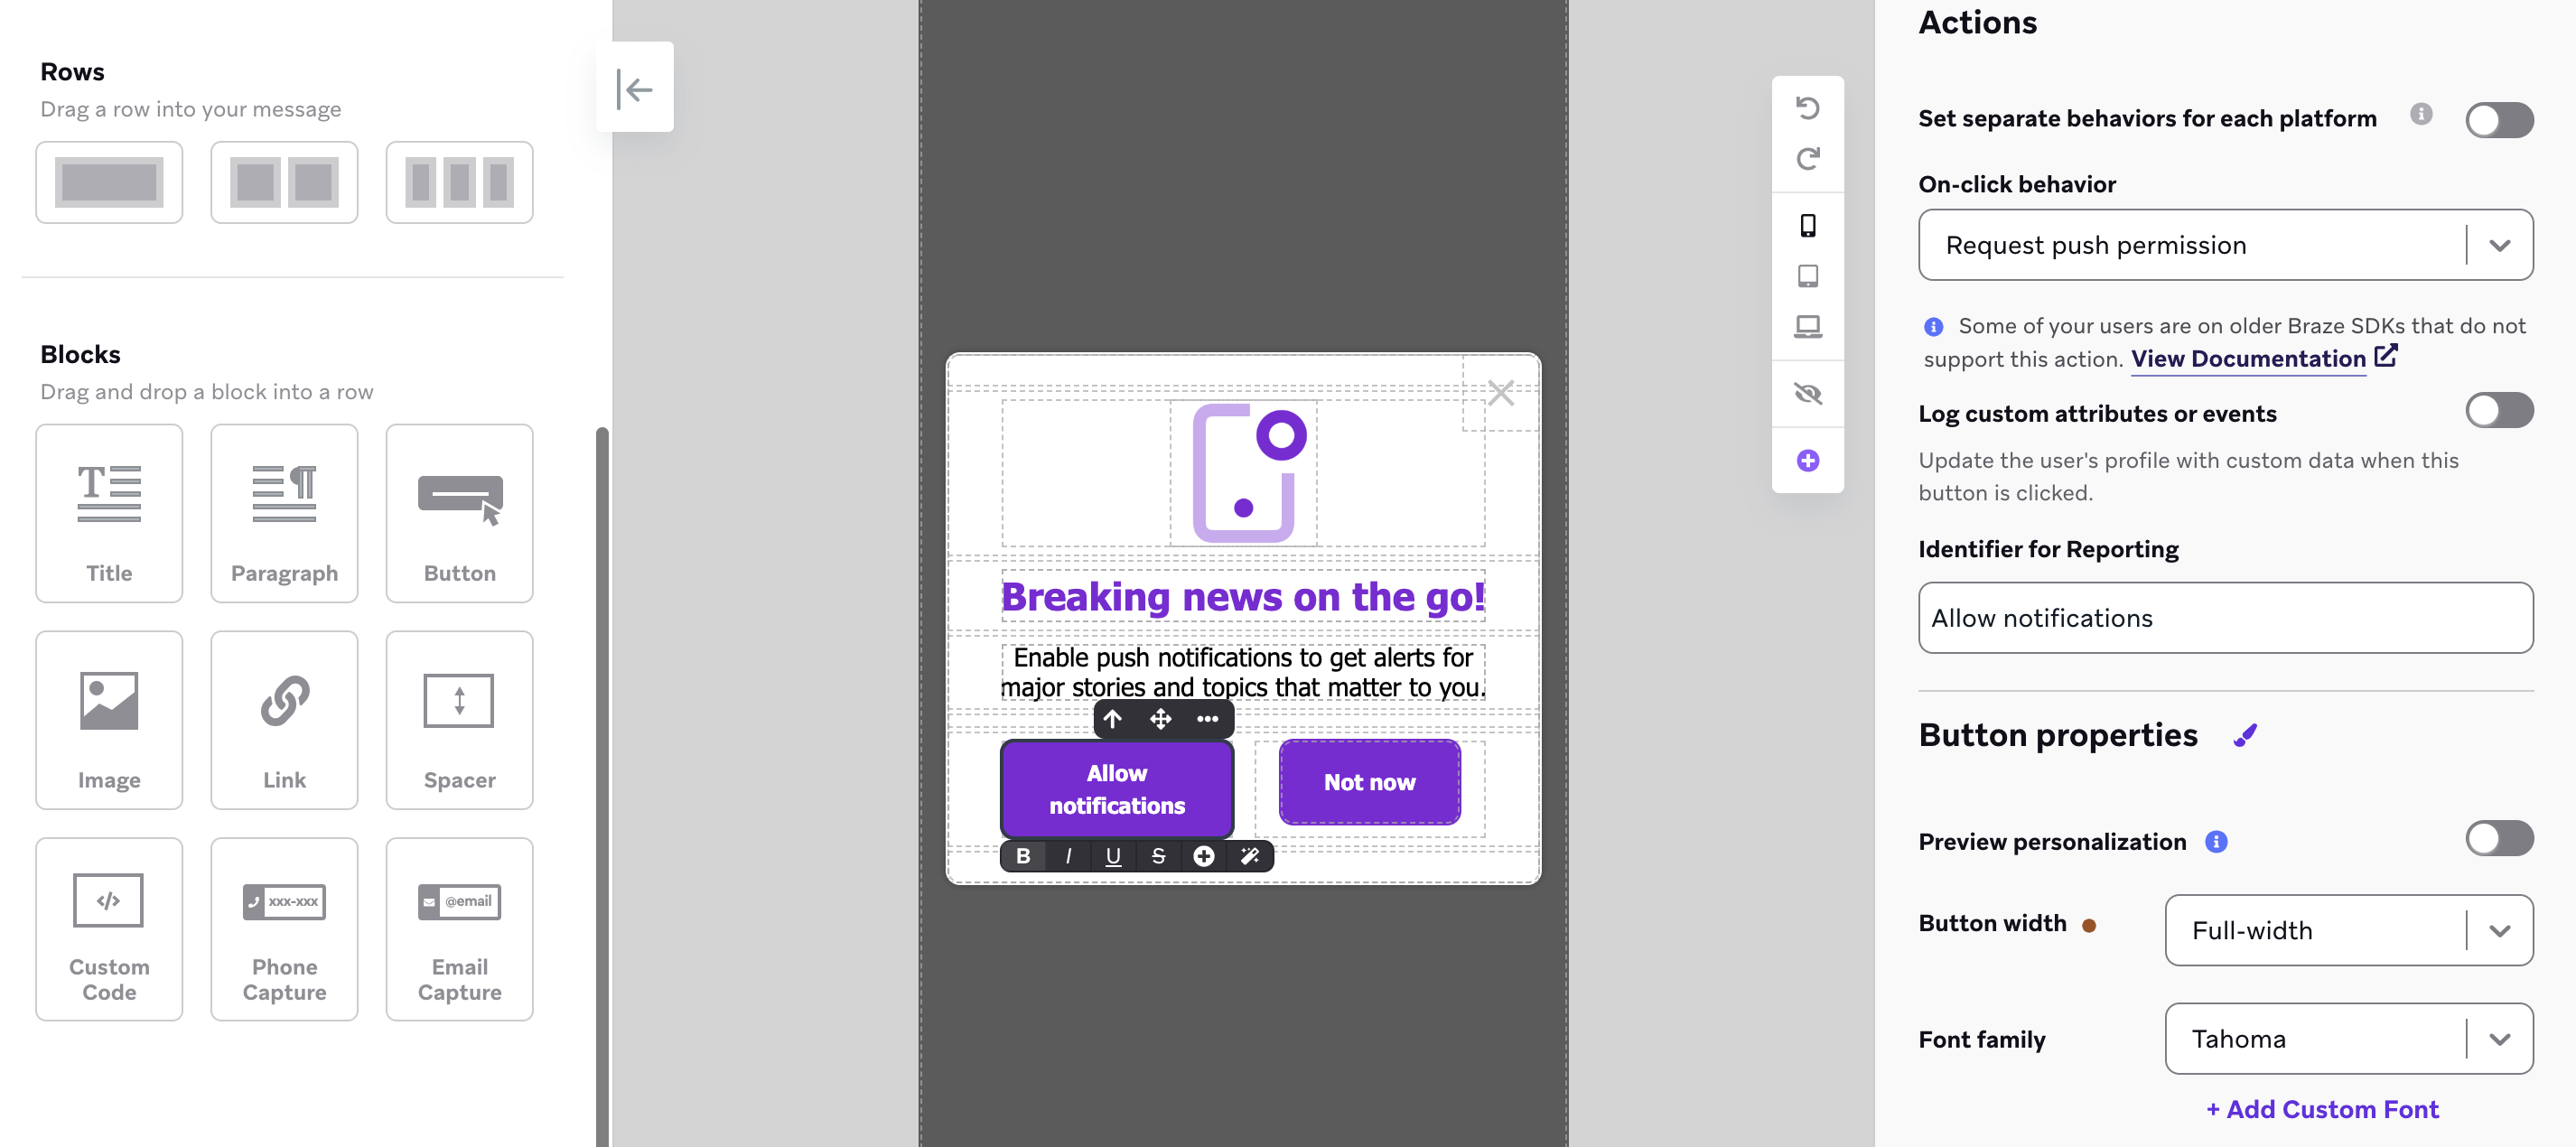 Rows
Drag a row into your message
Blocks
Drag and drop a block into a row
Title
Paragraph
Button
Image
Link
Spacer
</>
Custom
Code
xxx-xxx
Phone
Capture
@email
Email
Capture
Breaking news on the go!
Enable push notifications to get alerts for
major stories and topics that matter to you.
Allow
notifications
Not now
B I U S
Actions
Set separate behaviors for each platform
On-click behavior
Request push permission
Some of your users are on older Braze SDKs that do not
support this action. View Documentation
Log custom attributes or events
Update the user's profile with custom data when this
button is clicked.
Identifier for Reporting
Allow notifications
Button properties
Preview personalization
Button width
Full-width
Font family
Tahoma
+ Add Custom Font